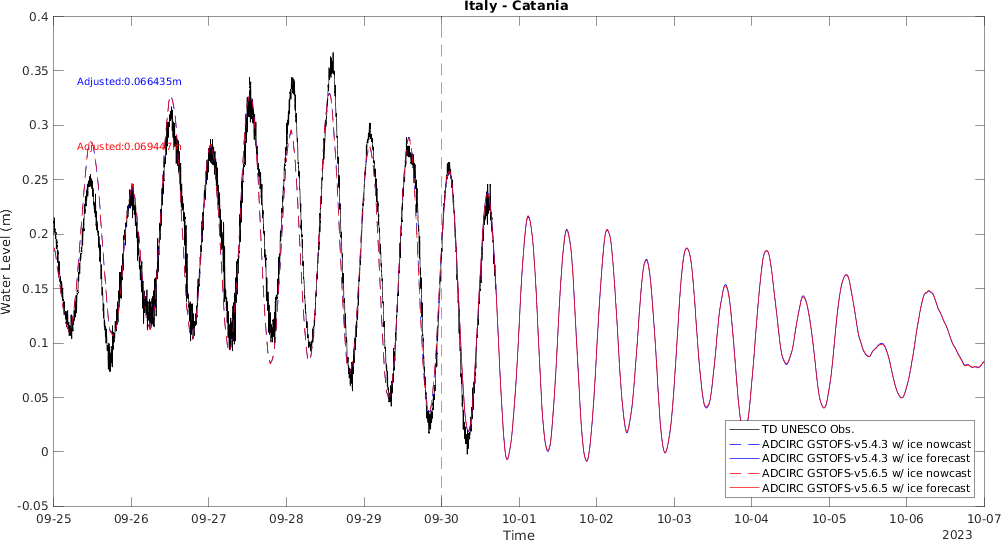 Italy - Catania
Water Level (m)
0.4
0.35
0.3
0.25
0.2
0.15
0.1
0.05
0
-0.05
Adjusted:0.066435m
Adjusted:0.069447m
TD UNESCO Obs.
ADCIRC GSTOFS-v5.4.3 w/ ice nowcast
ADCIRC GSTOFS-v5.4.3 w/ ice forecast
ADCIRC GSTOFS-v5.6.5 w/ ice nowcast
ADCIRC GSTOFS-v5.6.5 w/ ice forecast
09-25 09-26 09-27 09-28 09-29 09-30 10-01 10-02 10-03 10-04 10-05 10-06 10-07
Time
2023